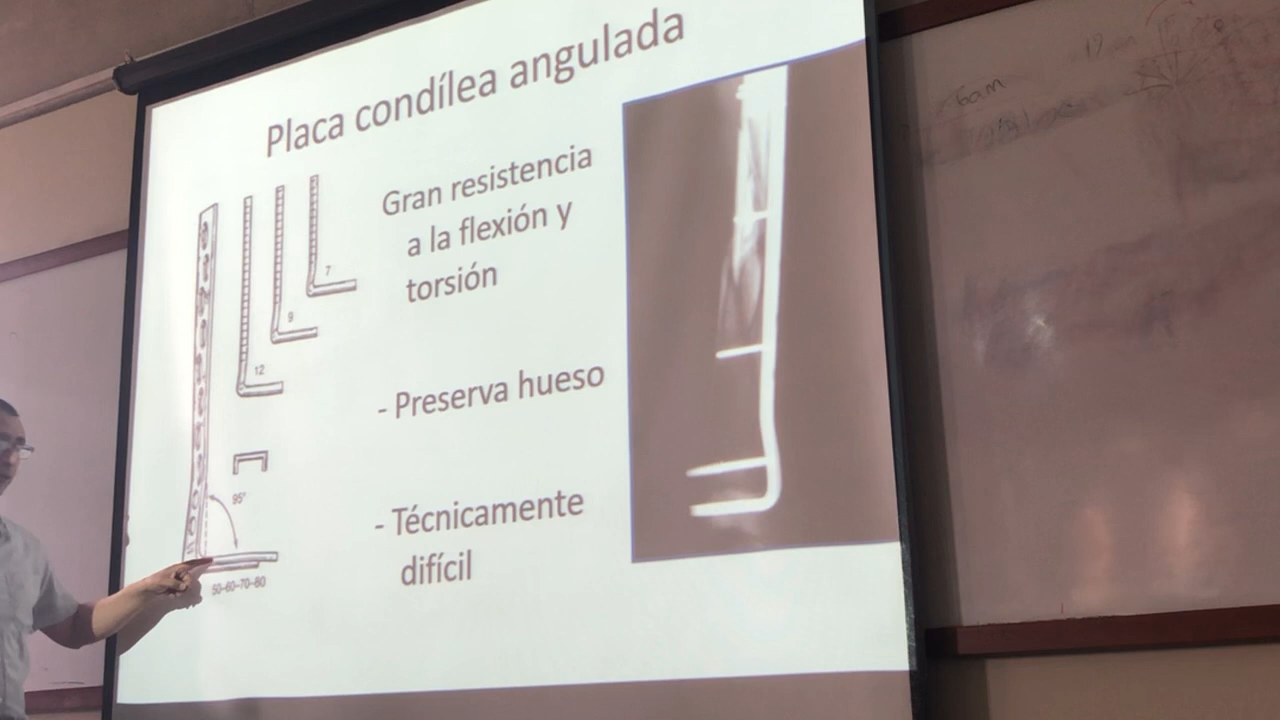 Placa condílea angulada
Gran resistencia
a la flexión y
torsión
- Preserva hueso
- Técnicamente
difícil
7
9
12
95°
50-60-70-80
6am